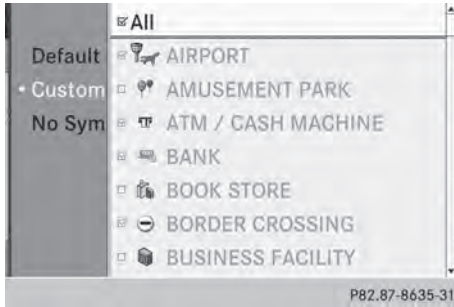 All
Default
AIRPORT
• Custom
AMUSEMENT PARK
No Sym
ATM / CASH MACHINE
BANK
BOOK STORE
BORDER CROSSING
BUSINESS FACILITY
P82.87-8635-31